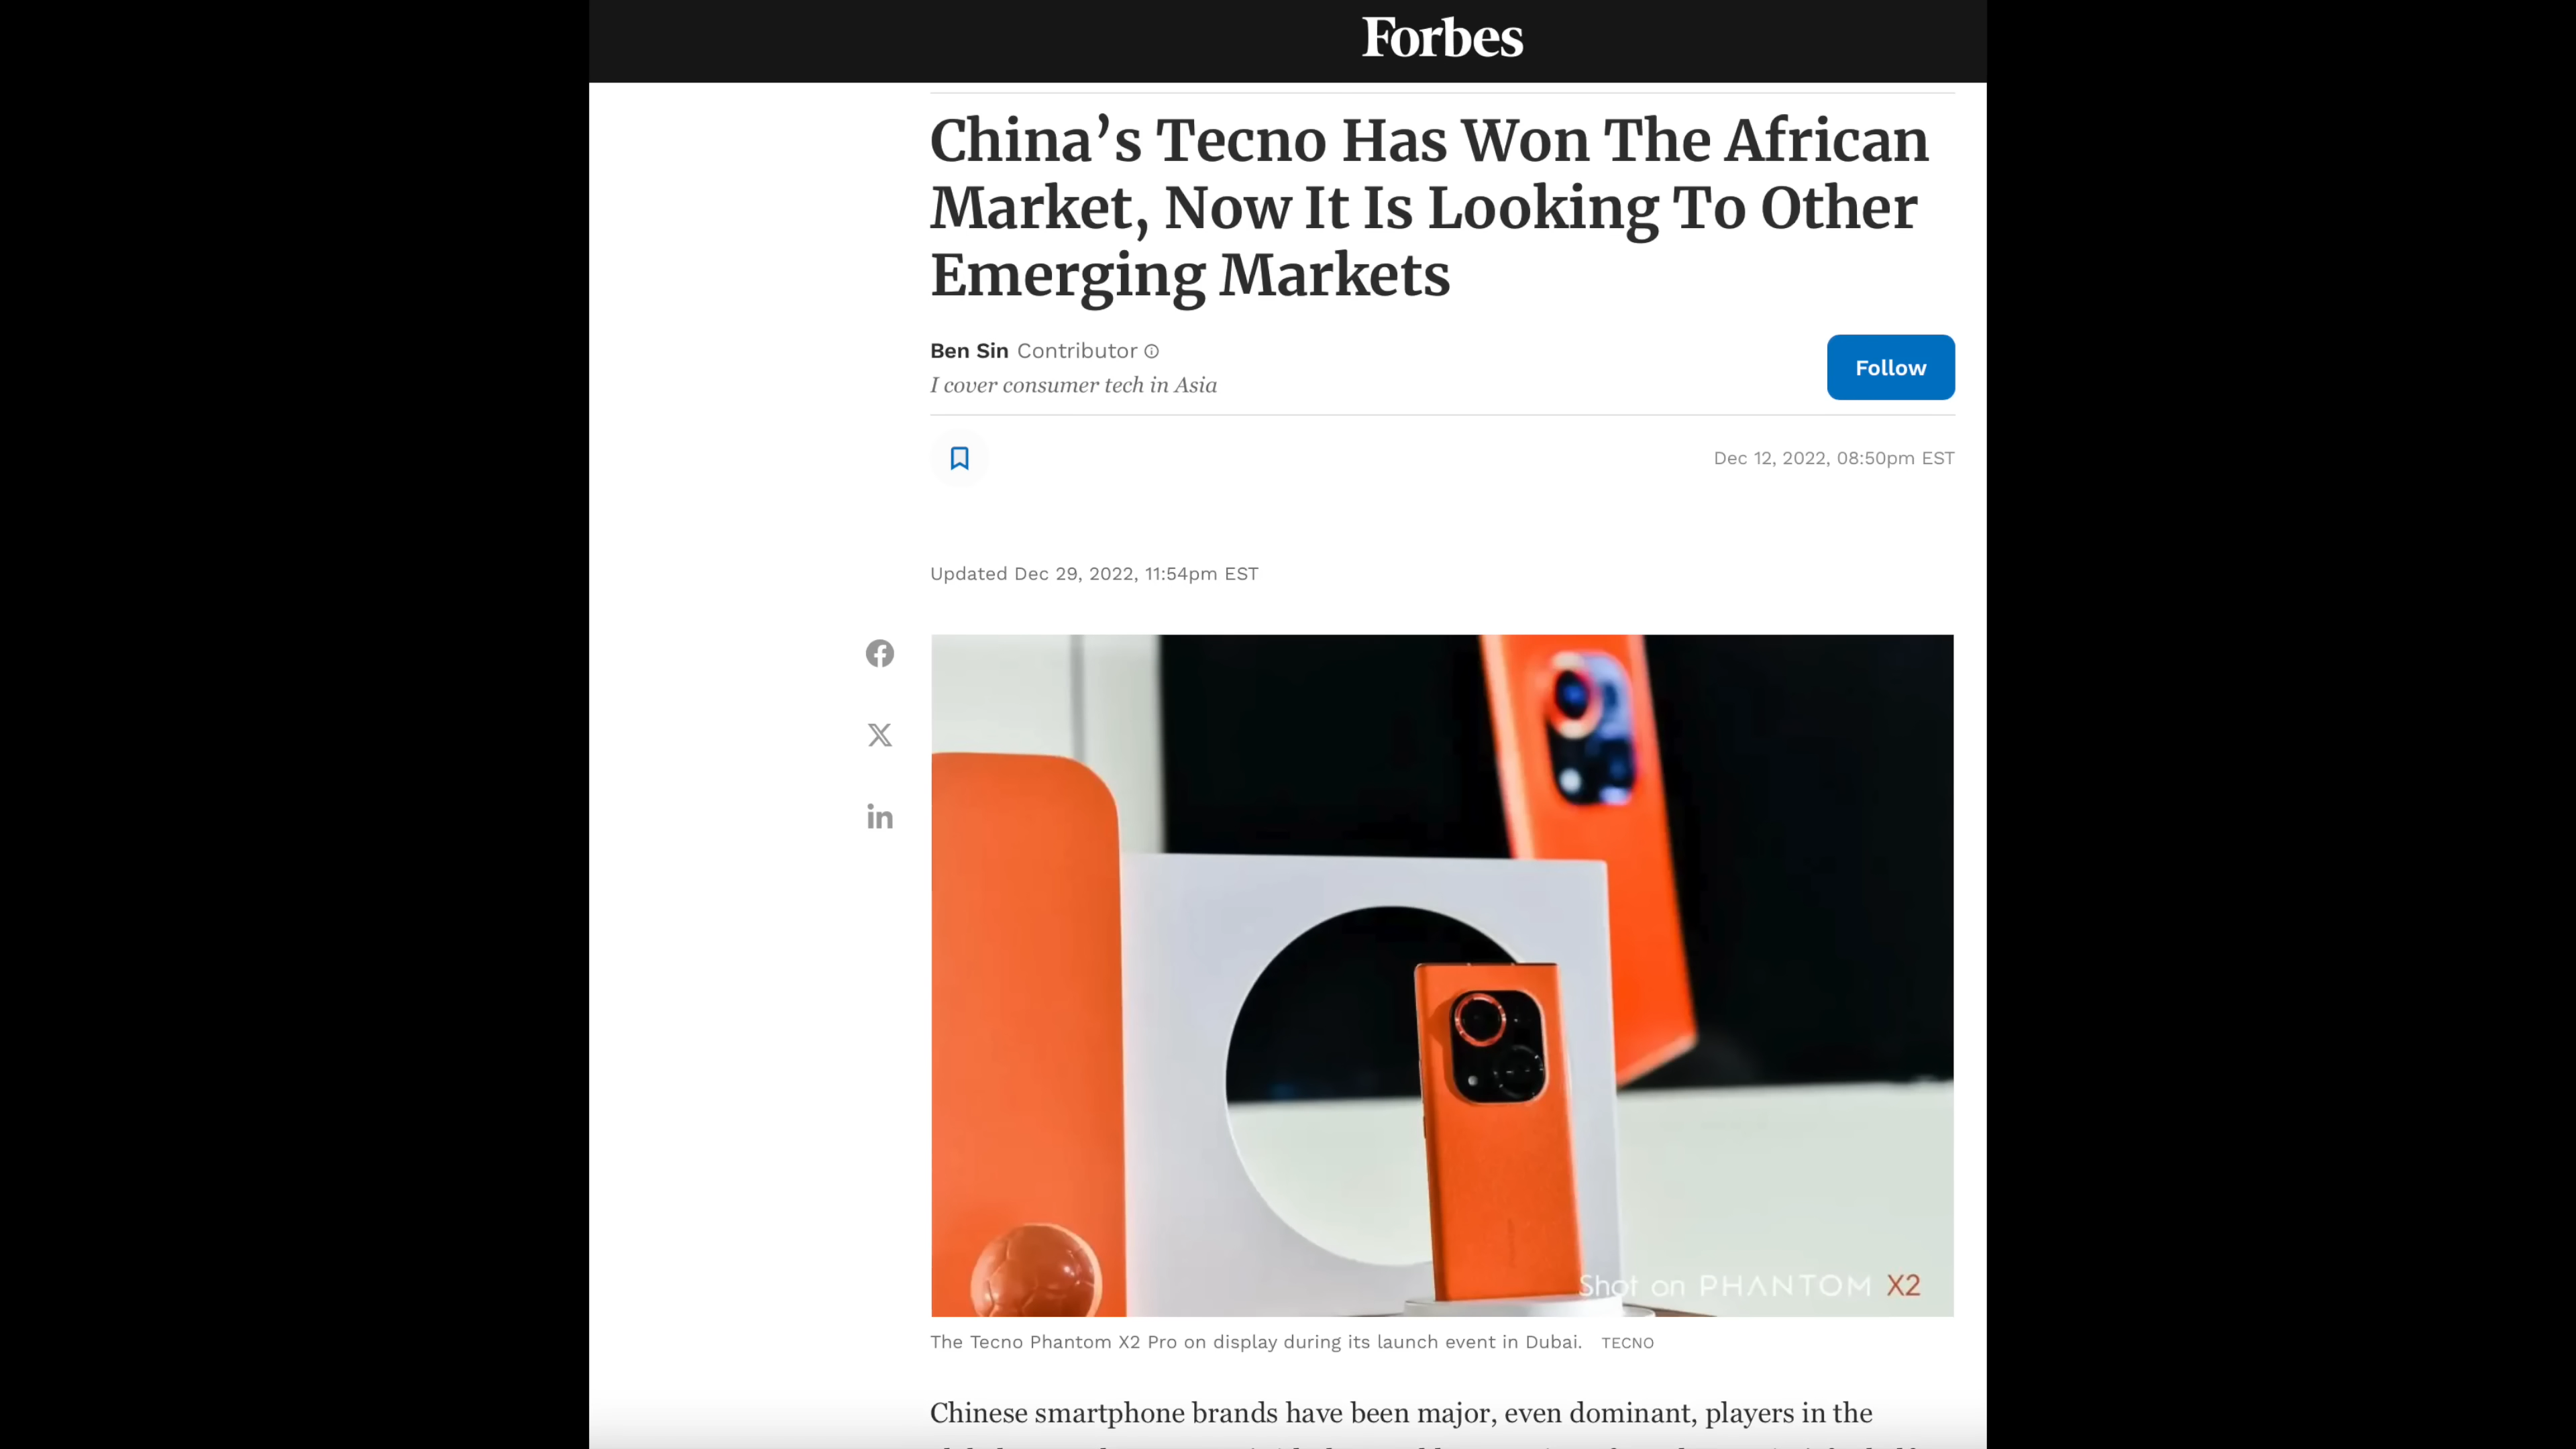 Forbes
China’s Tecno Has Won The African
Market, Now It Is Looking To Other
Emerging Markets
Ben Sin Contributor
I cover consumer tech in Asia
Follow
Dec 12, 2022, 08:50pm EST
Updated Dec 29, 2022, 11:54pm EST
Shot on PHANTOM X2
The Tecno Phantom X2 Pro on display during its launch event in Dubai. TECNO
Chinese smartphone brands have been major, even dominant, players in the